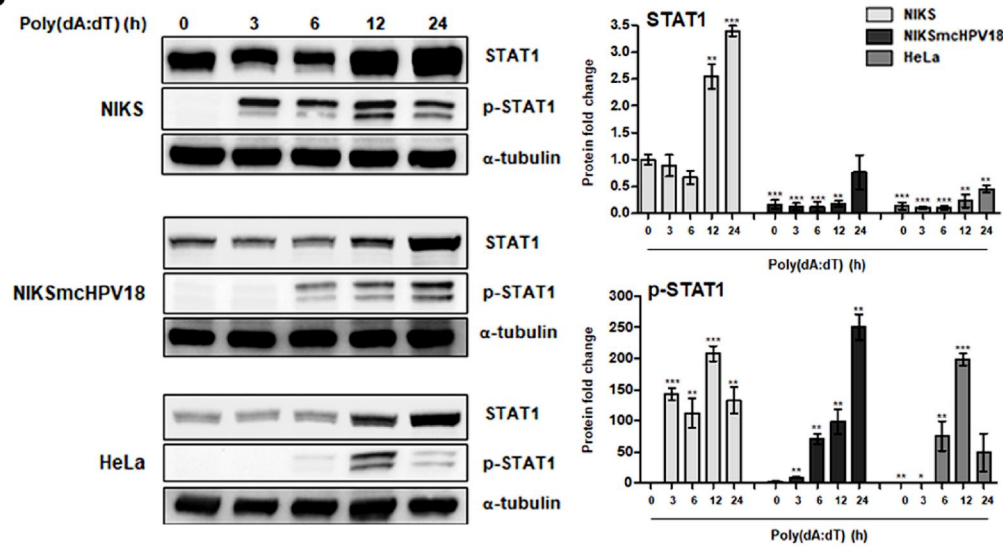 Poly(dA:dT) (h) 0 3 6 12 24
NIKS
STAT1
p-STAT1
α-tubulin
NIKSmcHPV18
STAT1
p-STAT1
α-tubulin
HeLa
STAT1
p-STAT1
α-tubulin
STAT1
NIKS
NIKSmcHPV18
HeLa
Protein fold change
3.5
3.0
2.5
2.0
1.5
1.0
0.5
0.0
** *** *** *** *** ** *** *** *** ** **
0 3 6 12 24 0 3 6 12 24 0 3 6 12 24
Poly(dA:dT) (h)
p-STAT1
Protein fold change
300
250
200
150
100
50
0
*** ** *** ** ** ** ** ** ** * ** ***
0 3 6 12 24 0 3 6 12 24 0 3 6 12 24
Poly(dA:dT) (h)